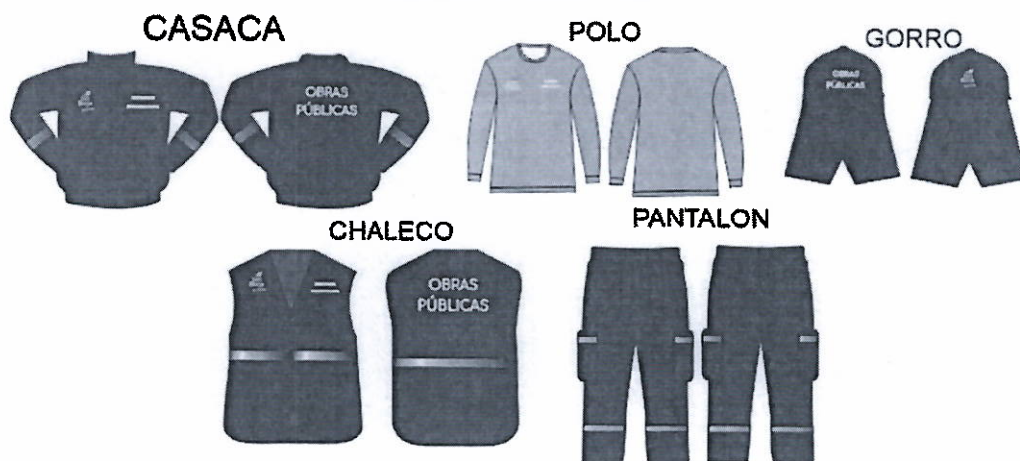 CASACA
POLO
GORRO
OBRAS
PÚBLICAS
OBRAS
PÚBLICAS
CHALECO
PANTALON
OBRAS
PÚBLICAS